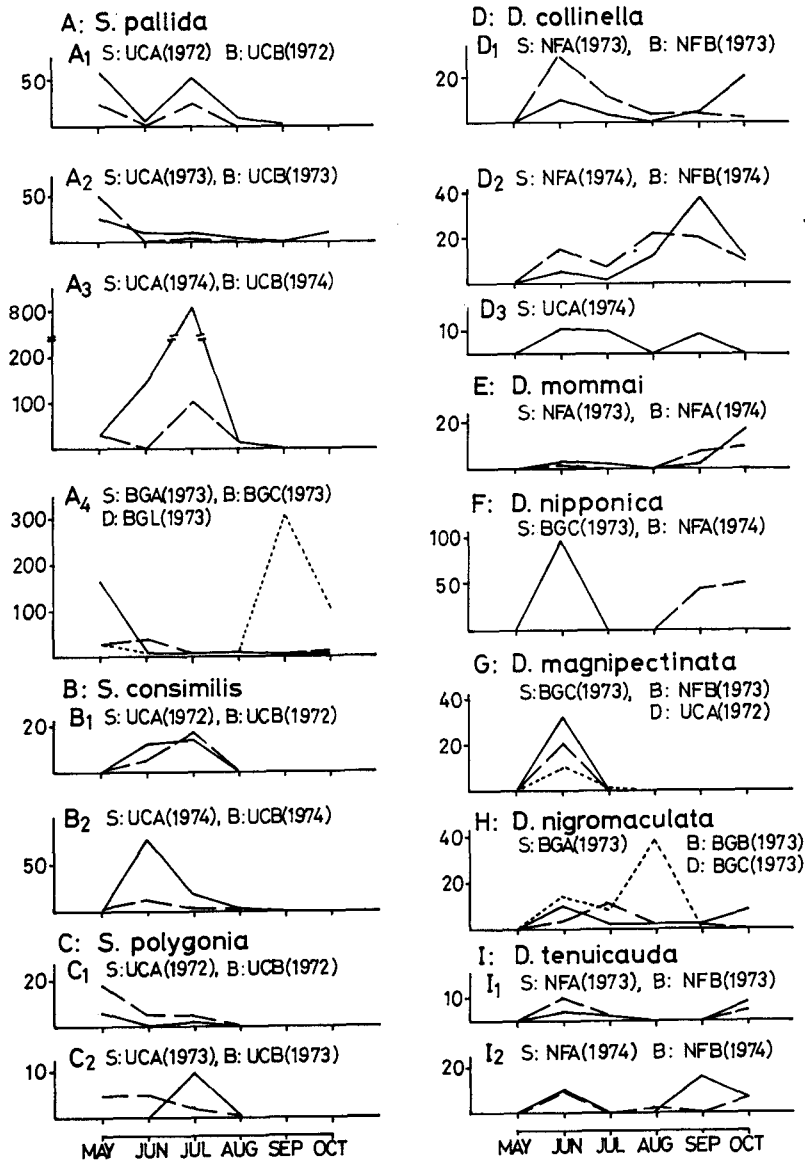 A: S. pallida
A1 S: UCA(1972) B: UCB(1972)
50
A2 S: UCA(1973), B: UCB(1973)
50
A3 S: UCA(1974), B: UCB(1974)
800
200
100
A4 S: BGA(1973), B: BGC(1973)
D: BGL(1973)
300
200
100
B: S. consimilis
B1 S: UCA(1972), B: UCB(1972)
20
B2 S: UCA(1974), B: UCB(1974)
50
C: S. polygonia
C1 S: UCA(1972), B: UCB(1972)
20
C2 S: UCA(1973), B: UCB(1973)
10
MAY JUN JUL AUG SEP OCT
D: D. collinella
D1 S: NFA(1973), B: NFB(1973)
20
D2 S: NFA(1974), B: NFB(1974)
40
20
D3 S: UCA(1974)
10
E: D. mommai
S: NFA(1973), B: NFA(1974)
20
F: D. nipponica
S: BGC(1973), B: NFA(1974)
100
50
G: D. magnipectinata
S: BGC(1973), B: NFB(1973)
D: UCA(1972)
40
20
H: D. nigromaculata
S: BGA(1973) B: BGB(1973)
D: BGC(1973)
40
20
I: D. tenuicauda
I1 S: NFA(1973), B: NFB(1973)
10
I2 S: NFA(1974) B: NFB(1974)
20
MAY JUN JUL AUG SEP OCT